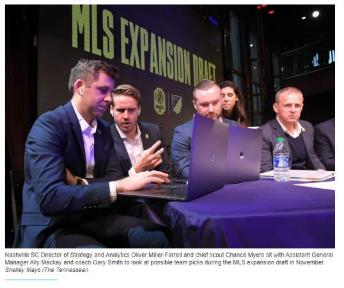 MLS EXPANSION DRAFT
Nashville SC Director of Strategy and Analytics Oliver Miller-Farrell and chief scout Chance Myers sit with Assistant General
Manager Ally Mackay and coach Gary Smith to look at possible team picks during the MLS expansion draft in November.
Shelley Mays /The Tennessean